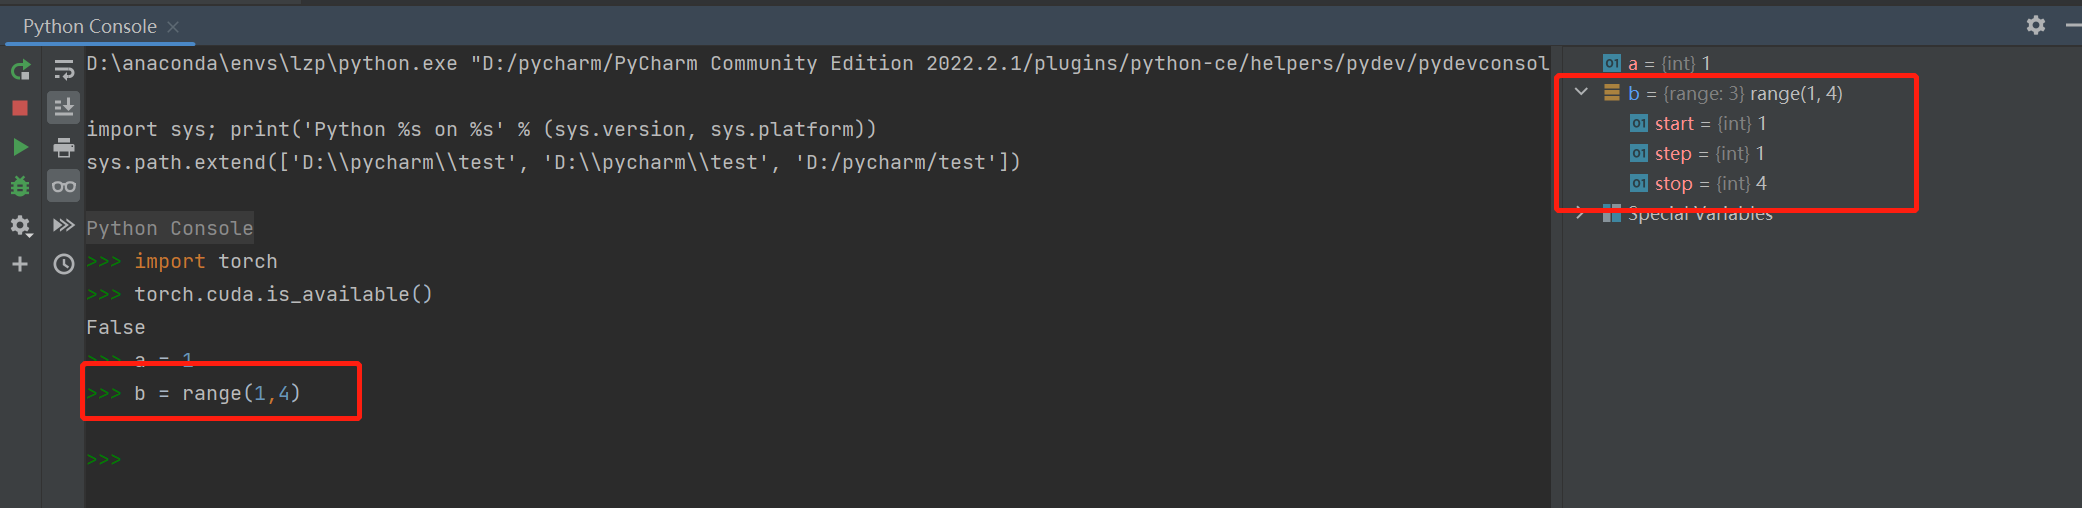 Python Console
D:\anaconda\envs\lzp\python.exe "D:/pycharm/PyCharm Community Edition 2022.2.1/plugins/python-ce/helpers/pydev/pydevconsol
import sys; print('Python %s on %s' % (sys.version, sys.platform))
sys.path.extend(['D:\\pycharm\\test', 'D:\\pycharm\\test', 'D:/pycharm/test'])
Python Console
>>> import torch
>>> torch.cuda.is_available()
False
>>> a = 1
>>> b = range(1,4)
>>>
01 a = {int} 1
b = {range: 3} range(1, 4)
01 start = {int} 1
01 step = {int} 1
01 stop = {int} 4
Special Variables